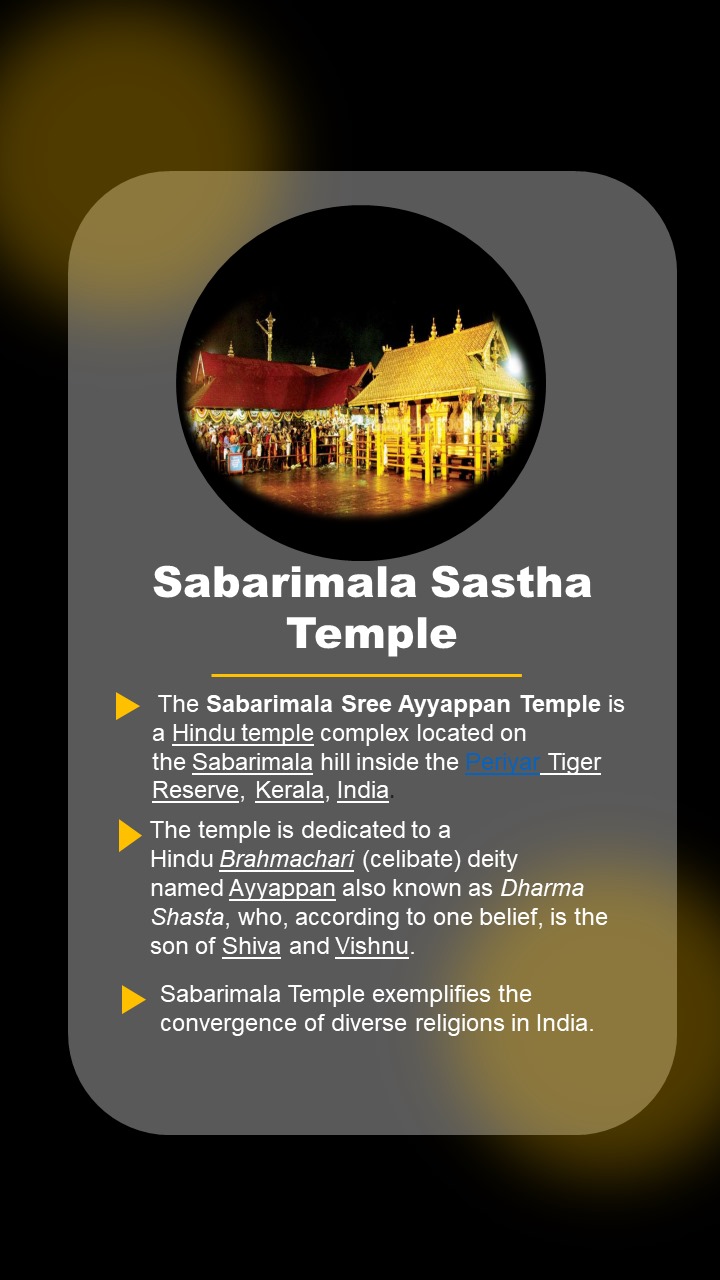 Sabarimala Sastha
Temple
The Sabarimala Sree Ayyappan Temple is
a Hindu temple complex located on
the Sabarimala hill inside the Periyar Tiger
Reserve, Kerala, India.
The temple is dedicated to a
Hindu Brahmachari (celibate) deity
named Ayyappan also known as Dharma
Shasta, who, according to one belief, is the
son of Shiva and Vishnu.
Sabarimala Temple exemplifies the
convergence of diverse religions in India.